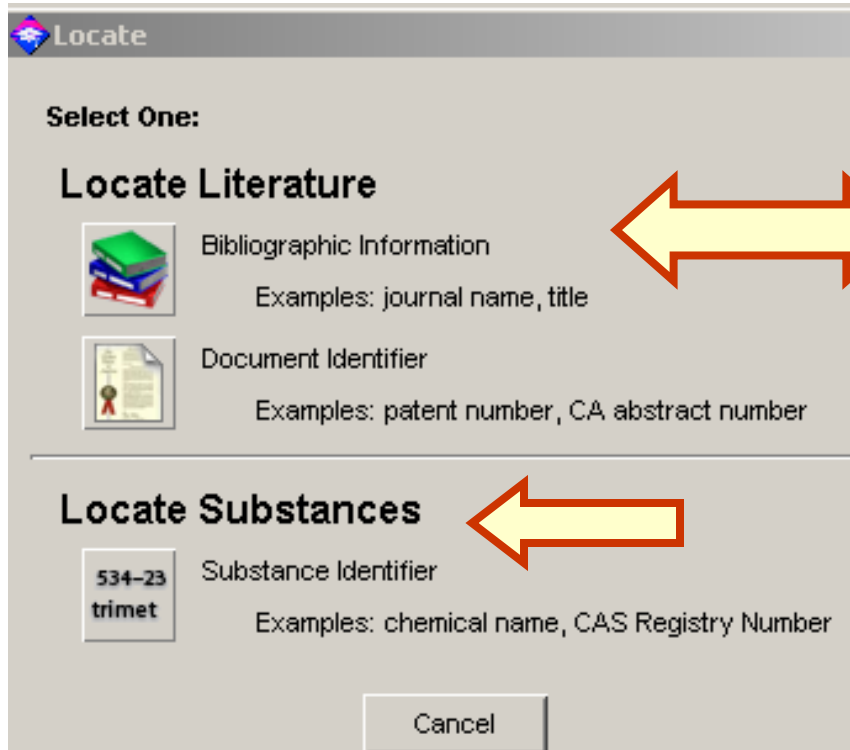 Locate
Select One:
Locate Literature
Bibliographic Information
Examples: journal name, title
Document Identifier
Examples: patent number, CA abstract number
Locate Substances
534-23
trimet
Substance Identifier
Examples: chemical name, CAS Registry Number
Cancel